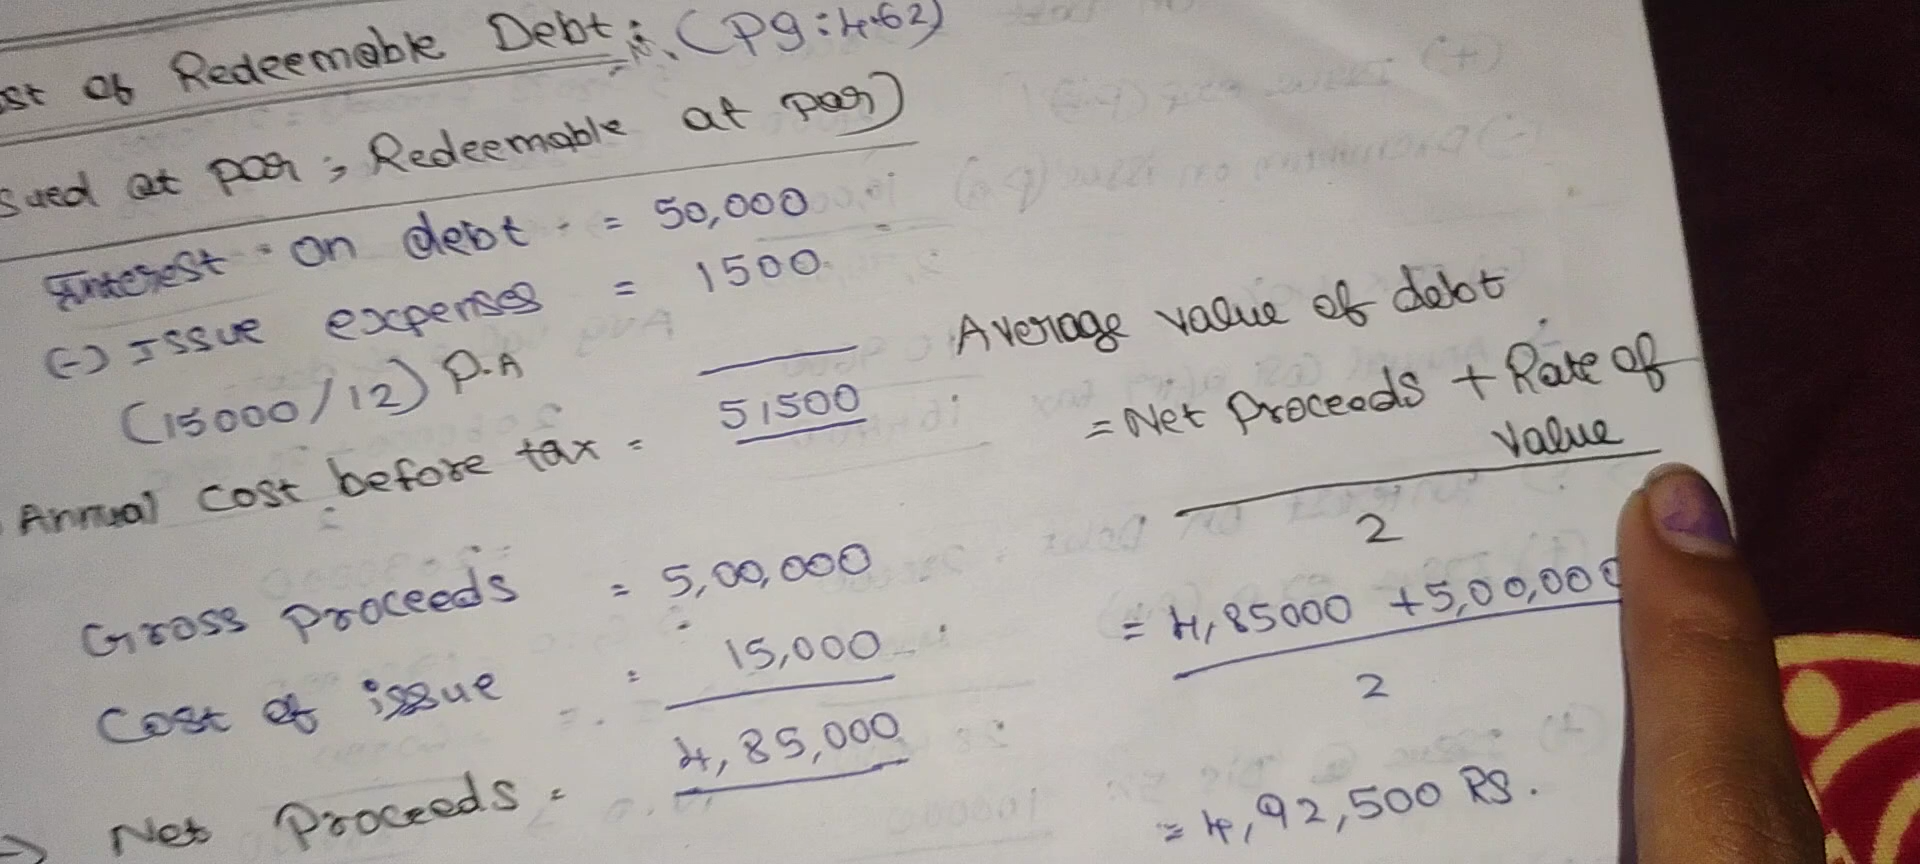 st of Redeemable Debt: (Pg: 4.62)
sued at par, Redeemable at par)
Interest on debt = 50,000
(-) Issue expenses = 1500
(15000/12) P.A
51500
Annual cost before tax =
Gross proceeds = 5,00,000
Cost of issue = 15,000
→ Net Proceeds = 4,85,000
Average value of debt
= Net Proceeds + Rate of
value
2
= 4,85000 + 5,00,000
2
= 4,92,500 RS.